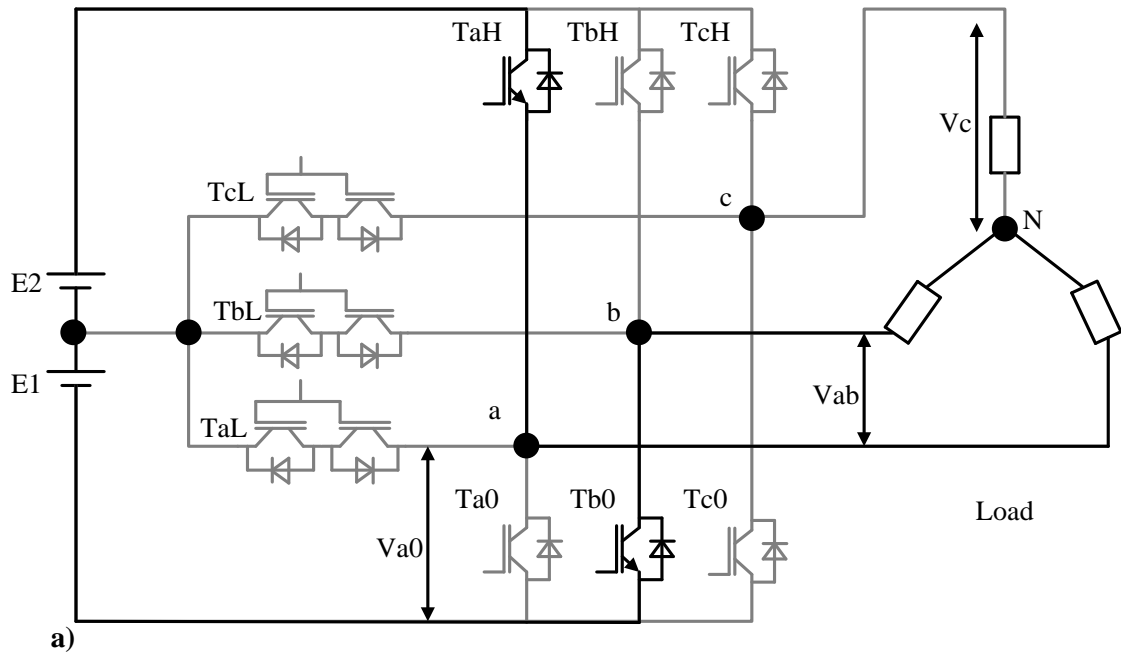 TaH TbH TcH
Vc
TcL
c
N
E2
TbL
b
E1
TaL
a
Vab
Ta0 Tb0 Tc0
Load
Va0
a)